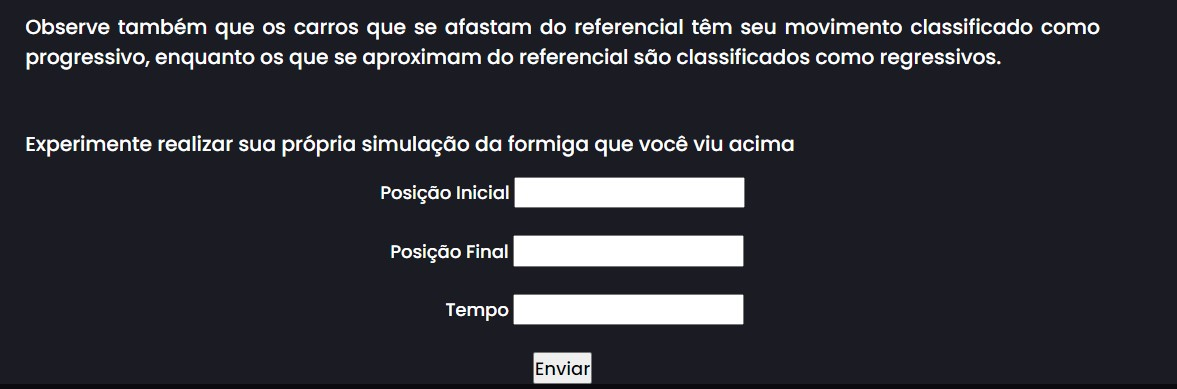 Observe também que os carros que se afastam do referencial têm seu movimento classificado como
progressivo, enquanto os que se aproximam do referencial são classificados como regressivos.
Experimente realizar sua própria simulação da formiga que você viu acima
Posição Inicial
Posição Final
Tempo
Enviar